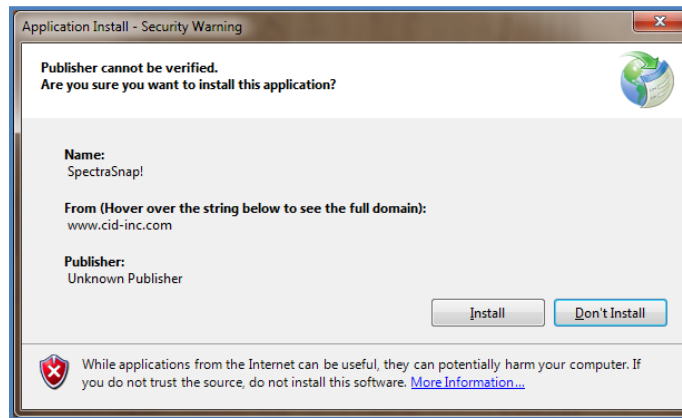 Application Install - Security Warning
Publisher cannot be verified.
Are you sure you want to install this application?
Name:
SpectraSnap!
From (Hover over the string below to see the full domain):
www.cid-inc.com
Publisher:
Unknown Publisher
Install
Don't Install
While applications from the Internet can be useful, they can potentially harm your computer. If
you do not trust the source, do not install this software. More Information...